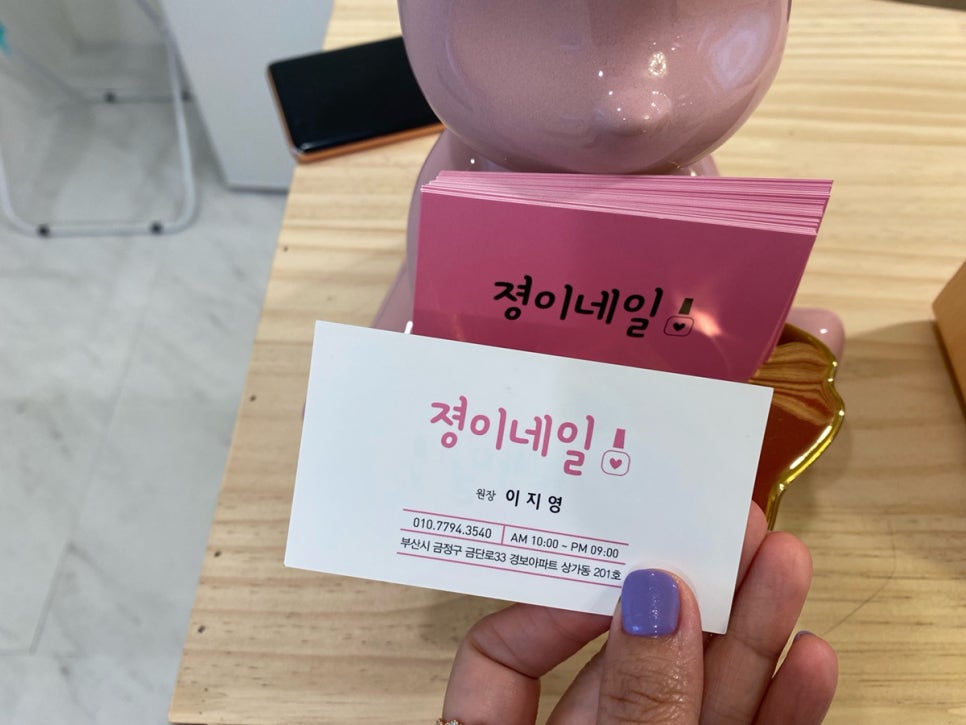 졍이네일
졍이네일
원장 이지영
010.7794.3540 AM 10:00 ~ PM 09:00
부산시 금정구 금단로33 경보아파트 상가동 201호